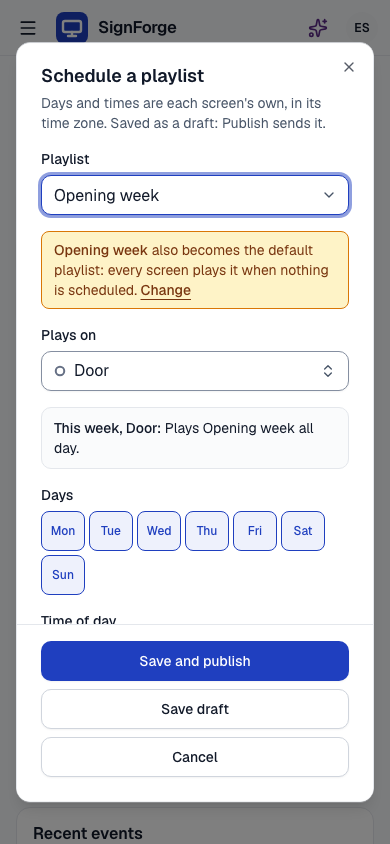 SignForge
ES
Schedule a playlist
Days and times are each screen's own, in its
time zone. Saved as a draft: Publish sends it.
Playlist
Opening week
Opening week also becomes the default
playlist: every screen plays it when nothing
is scheduled. Change
Plays on
Door
This week, Door: Plays Opening week all
day.
Days
Mon Tue Wed Thu Fri Sat
Sun
Time of day
Save and publish
Save draft
Cancel
Recent events